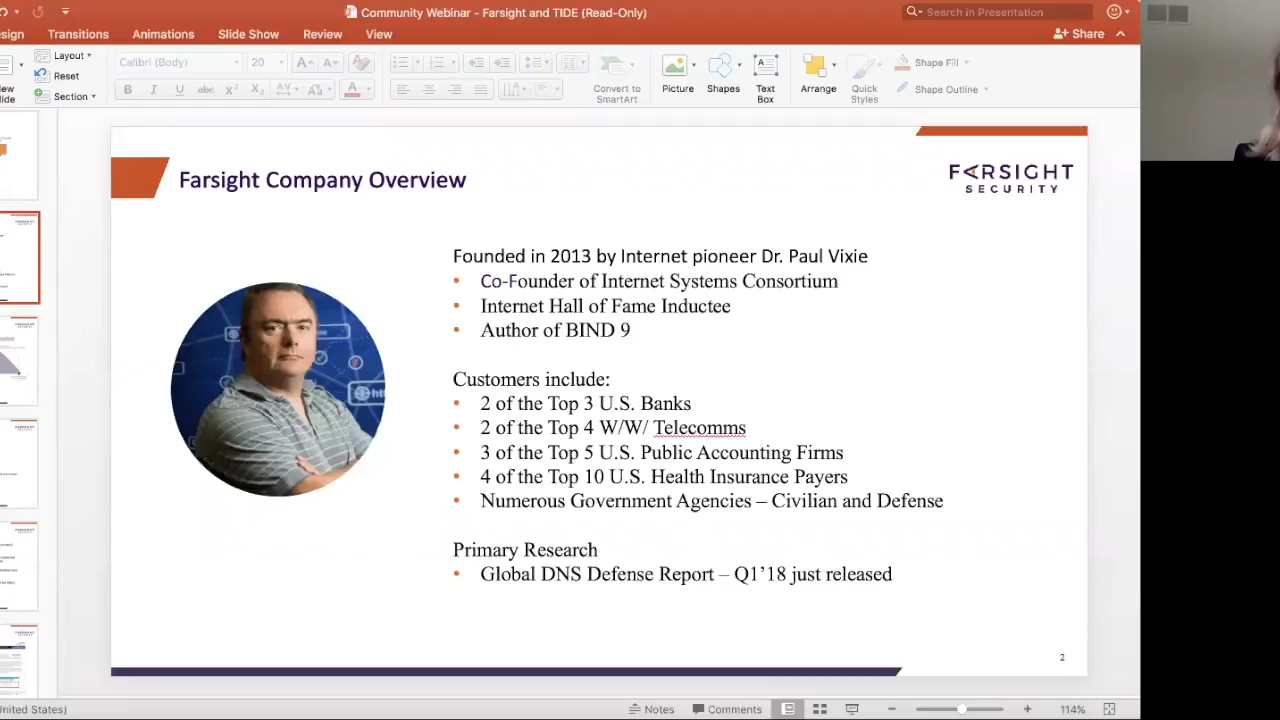 Community Webinar - Farsight and TIDE (Read-Only)
Search in Presentation
sign Transitions Animations Slide Show Review View
Share
Layout
Reset
Section
Calibri (Body) 20
Convert to
SmartArt
Picture
Shapes
Text
Box
Arrange
Quick
Styles
Shape Fill
Shape Outline
Farsight Company Overview
FARSIGHT
SECURITY
Founded in 2013 by Internet pioneer Dr. Paul Vixie
• Co-Founder of Internet Systems Consortium
• Internet Hall of Fame Inductee
• Author of BIND 9
Customers include:
• 2 of the Top 3 U.S. Banks
• 2 of the Top 4 W/W/ Telecomms
• 3 of the Top 5 U.S. Public Accounting Firms
• 4 of the Top 10 U.S. Health Insurance Payers
• Numerous Government Agencies – Civilian and Defense
Primary Research
• Global DNS Defense Report – Q1’18 just released
2
United States)
Notes
Comments
114%